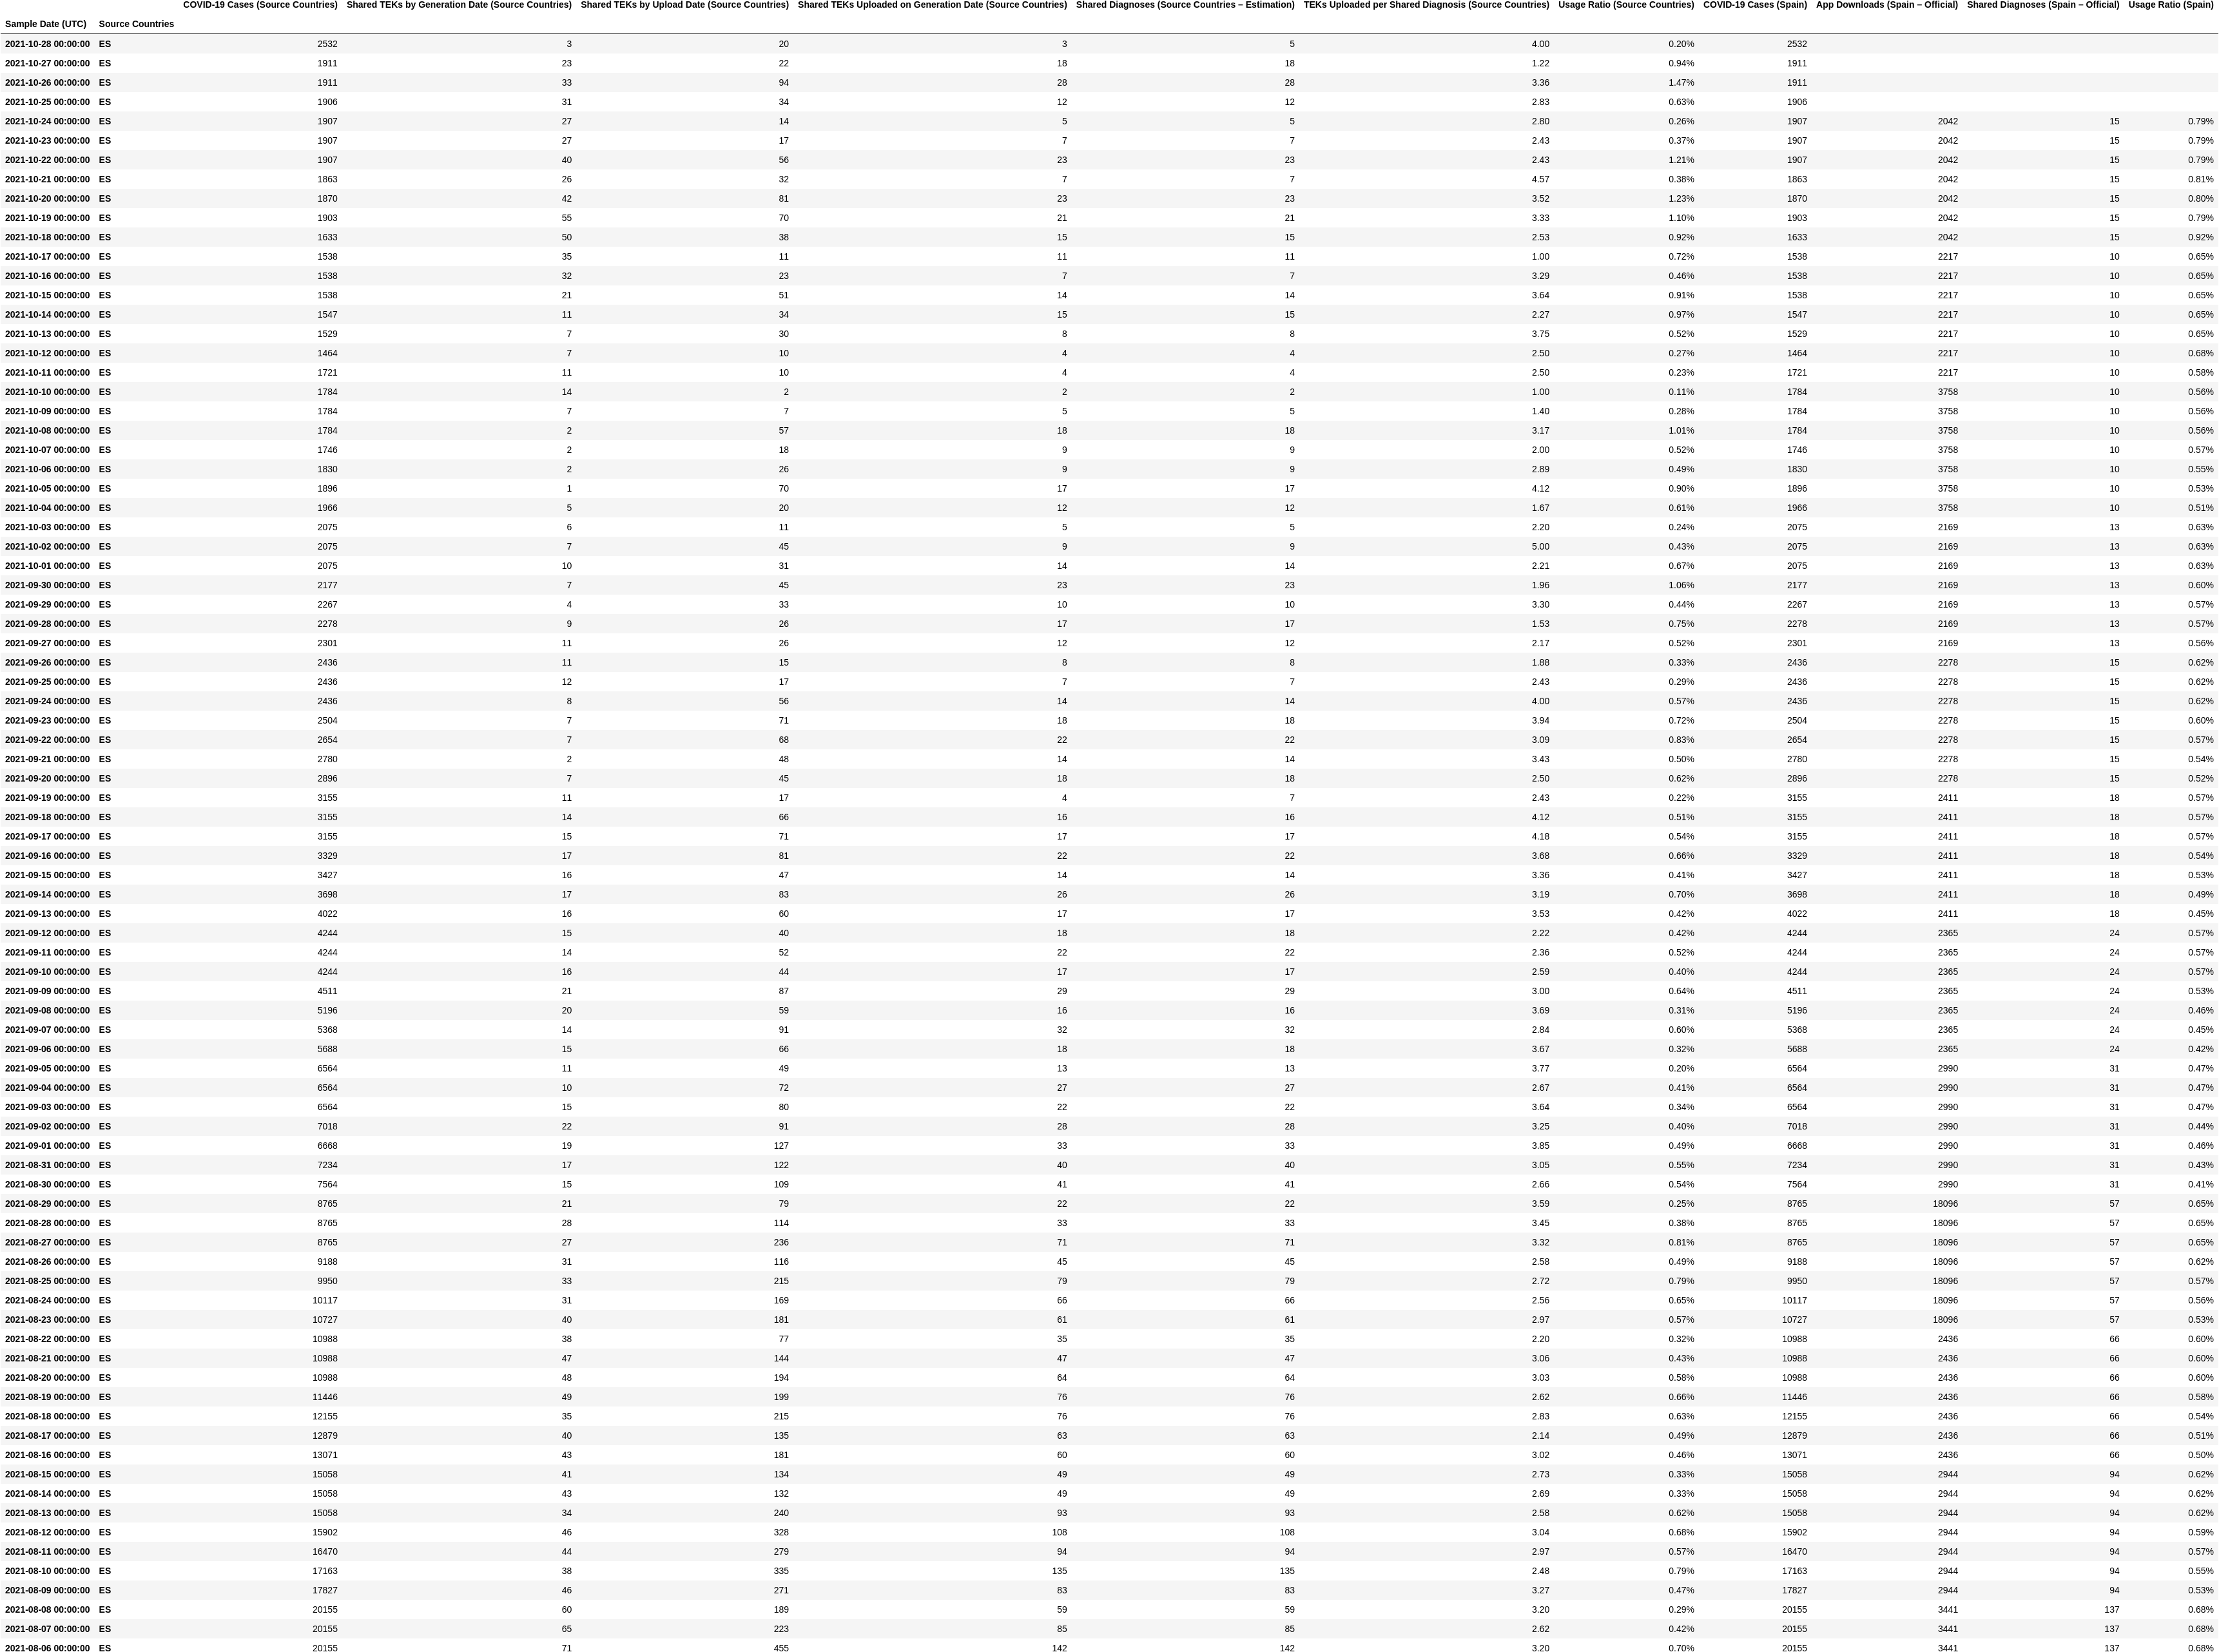 COVID-19 Cases (Source Countries) Shared TEKs by Generation Date (Source Countries) Shared TEKs by Upload Date (Source Countries) Shared TEKs Uploaded on Generation Date (Source Countries) Shared Diagnoses (Source Countries – Estimation) TEKs Uploaded per Shared Diagnosis (Source Countries) Usage Ratio (Source Countries) COVID-19 Cases (Spain) App Downloads (Spain – Official) Shared Diagnoses (Spain – Official) Usage Ratio (Spain)
Sample Date (UTC) Source Countries
2021-10-28 00:00:00 ES 2532 3 20 3 5 4.00 0.20% 2532
2021-10-27 00:00:00 ES 1911 23 22 18 18 1.22 0.94% 1911
2021-10-26 00:00:00 ES 1911 33 94 28 28 3.36 1.47% 1911
2021-10-25 00:00:00 ES 1906 31 34 12 12 2.83 0.63% 1906
2021-10-24 00:00:00 ES 1907 27 14 5 5 2.80 0.26% 1907 2042 15 0.79%
2021-10-23 00:00:00 ES 1907 27 17 7 7 2.43 0.37% 1907 2042 15 0.79%
2021-10-22 00:00:00 ES 1907 40 56 23 23 2.43 1.21% 1907 2042 15 0.79%
2021-10-21 00:00:00 ES 1863 26 32 7 7 4.57 0.38% 1863 2042 15 0.81%
2021-10-20 00:00:00 ES 1870 42 81 23 23 3.52 1.23% 1870 2042 15 0.80%
2021-10-19 00:00:00 ES 1903 55 70 21 21 3.33 1.10% 1903 2042 15 0.79%
2021-10-18 00:00:00 ES 1633 50 38 15 15 2.53 0.92% 1633 2042 15 0.92%
2021-10-17 00:00:00 ES 1538 35 11 11 11 1.00 0.72% 1538 2217 10 0.65%
2021-10-16 00:00:00 ES 1538 32 23 7 7 3.29 0.46% 1538 2217 10 0.65%
2021-10-15 00:00:00 ES 1538 21 51 14 14 3.64 0.91% 1538 2217 10 0.65%
2021-10-14 00:00:00 ES 1547 11 34 15 15 2.27 0.97% 1547 2217 10 0.65%
2021-10-13 00:00:00 ES 1529 7 30 8 8 3.75 0.52% 1529 2217 10 0.65%
2021-10-12 00:00:00 ES 1464 7 10 4 4 2.50 0.27% 1464 2217 10 0.68%
2021-10-11 00:00:00 ES 1721 11 10 4 4 2.50 0.23% 1721 2217 10 0.58%
2021-10-10 00:00:00 ES 1784 14 2 2 2 1.00 0.11% 1784 3758 10 0.56%
2021-10-09 00:00:00 ES 1784 7 7 5 5 1.40 0.28% 1784 3758 10 0.56%
2021-10-08 00:00:00 ES 1784 2 57 18 18 3.17 1.01% 1784 3758 10 0.56%
2021-10-07 00:00:00 ES 1746 2 18 9 9 2.00 0.52% 1746 3758 10 0.57%
2021-10-06 00:00:00 ES 1830 2 26 9 9 2.89 0.49% 1830 3758 10 0.55%
2021-10-05 00:00:00 ES 1896 1 70 17 17 4.12 0.90% 1896 3758 10 0.53%
2021-10-04 00:00:00 ES 1966 5 20 12 12 1.67 0.61% 1966 3758 10 0.51%
2021-10-03 00:00:00 ES 2075 6 11 5 5 2.20 0.24% 2075 2169 13 0.63%
2021-10-02 00:00:00 ES 2075 7 45 9 9 5.00 0.43% 2075 2169 13 0.63%
2021-10-01 00:00:00 ES 2075 10 31 14 14 2.21 0.67% 2075 2169 13 0.63%
2021-09-30 00:00:00 ES 2177 7 45 23 23 1.96 1.06% 2177 2169 13 0.60%
2021-09-29 00:00:00 ES 2267 4 33 10 10 3.30 0.44% 2267 2169 13 0.57%
2021-09-28 00:00:00 ES 2278 9 26 17 17 1.53 0.75% 2278 2169 13 0.57%
2021-09-27 00:00:00 ES 2301 11 26 12 12 2.17 0.52% 2301 2169 13 0.56%
2021-09-26 00:00:00 ES 2436 11 15 8 8 1.88 0.33% 2436 2278 15 0.62%
2021-09-25 00:00:00 ES 2436 12 17 7 7 2.43 0.29% 2436 2278 15 0.62%
2021-09-24 00:00:00 ES 2436 8 56 14 14 4.00 0.57% 2436 2278 15 0.62%
2021-09-23 00:00:00 ES 2504 7 71 18 18 3.94 0.72% 2504 2278 15 0.60%
2021-09-22 00:00:00 ES 2654 7 68 22 22 3.09 0.83% 2654 2278 15 0.57%
2021-09-21 00:00:00 ES 2780 2 48 14 14 3.43 0.50% 2780 2278 15 0.54%
2021-09-20 00:00:00 ES 2896 7 45 18 18 2.50 0.62% 2896 2278 15 0.52%
2021-09-19 00:00:00 ES 3155 11 17 4 7 2.43 0.22% 3155 2411 18 0.57%
2021-09-18 00:00:00 ES 3155 14 66 16 16 4.12 0.51% 3155 2411 18 0.57%
2021-09-17 00:00:00 ES 3155 15 71 17 17 4.18 0.54% 3155 2411 18 0.57%
2021-09-16 00:00:00 ES 3329 17 81 22 22 3.68 0.66% 3329 2411 18 0.54%
2021-09-15 00:00:00 ES 3427 16 47 14 14 3.36 0.41% 3427 2411 18 0.53%
2021-09-14 00:00:00 ES 3698 17 83 26 26 3.19 0.70% 3698 2411 18 0.49%
2021-09-13 00:00:00 ES 4022 16 60 17 17 3.53 0.42% 4022 2411 18 0.45%
2021-09-12 00:00:00 ES 4244 15 40 18 18 2.22 0.42% 4244 2365 24 0.57%
2021-09-11 00:00:00 ES 4244 14 52 22 22 2.36 0.52% 4244 2365 24 0.57%
2021-09-10 00:00:00 ES 4244 16 44 17 17 2.59 0.40% 4244 2365 24 0.57%
2021-09-09 00:00:00 ES 4511 21 87 29 29 3.00 0.64% 4511 2365 24 0.53%
2021-09-08 00:00:00 ES 5196 20 59 16 16 3.69 0.31% 5196 2365 24 0.46%
2021-09-07 00:00:00 ES 5368 14 91 32 32 2.84 0.60% 5368 2365 24 0.45%
2021-09-06 00:00:00 ES 5688 15 66 18 18 3.67 0.32% 5688 2365 24 0.42%
2021-09-05 00:00:00 ES 6564 11 49 13 13 3.77 0.20% 6564 2990 31 0.47%
2021-09-04 00:00:00 ES 6564 10 72 27 27 2.67 0.41% 6564 2990 31 0.47%
2021-09-03 00:00:00 ES 6564 15 80 22 22 3.64 0.34% 6564 2990 31 0.47%
2021-09-02 00:00:00 ES 7018 22 91 28 28 3.25 0.40% 7018 2990 31 0.44%
2021-09-01 00:00:00 ES 6668 19 127 33 33 3.85 0.49% 6668 2990 31 0.46%
2021-08-31 00:00:00 ES 7234 17 122 40 40 3.05 0.55% 7234 2990 31 0.43%
2021-08-30 00:00:00 ES 7564 15 109 41 41 2.66 0.54% 7564 2990 31 0.41%
2021-08-29 00:00:00 ES 8765 21 79 22 22 3.59 0.25% 8765 18096 57 0.65%
2021-08-28 00:00:00 ES 8765 28 114 33 33 3.45 0.38% 8765 18096 57 0.65%
2021-08-27 00:00:00 ES 8765 27 236 71 71 3.32 0.81% 8765 18096 57 0.65%
2021-08-26 00:00:00 ES 9188 31 116 45 45 2.58 0.49% 9188 18096 57 0.62%
2021-08-25 00:00:00 ES 9950 33 215 79 79 2.72 0.79% 9950 18096 57 0.57%
2021-08-24 00:00:00 ES 10117 31 169 66 66 2.56 0.65% 10117 18096 57 0.56%
2021-08-23 00:00:00 ES 10727 40 181 61 61 2.97 0.57% 10727 18096 57 0.53%
2021-08-22 00:00:00 ES 10988 38 77 35 35 2.20 0.32% 10988 2436 66 0.60%
2021-08-21 00:00:00 ES 10988 47 144 47 47 3.06 0.43% 10988 2436 66 0.60%
2021-08-20 00:00:00 ES 10988 48 194 64 64 3.03 0.58% 10988 2436 66 0.60%
2021-08-19 00:00:00 ES 11446 49 199 76 76 2.62 0.66% 11446 2436 66 0.58%
2021-08-18 00:00:00 ES 12155 35 215 76 76 2.83 0.63% 12155 2436 66 0.54%
2021-08-17 00:00:00 ES 12879 40 135 63 63 2.14 0.49% 12879 2436 66 0.51%
2021-08-16 00:00:00 ES 13071 43 181 60 60 3.02 0.46% 13071 2436 66 0.50%
2021-08-15 00:00:00 ES 15058 41 134 49 49 2.73 0.33% 15058 2944 94 0.62%
2021-08-14 00:00:00 ES 15058 43 132 49 49 2.69 0.33% 15058 2944 94 0.62%
2021-08-13 00:00:00 ES 15058 34 240 93 93 2.58 0.62% 15058 2944 94 0.62%
2021-08-12 00:00:00 ES 15902 46 328 108 108 3.04 0.68% 15902 2944 94 0.59%
2021-08-11 00:00:00 ES 16470 44 279 94 94 2.97 0.57% 16470 2944 94 0.57%
2021-08-10 00:00:00 ES 17163 38 335 135 135 2.48 0.79% 17163 2944 94 0.55%
2021-08-09 00:00:00 ES 17827 46 271 83 83 3.27 0.47% 17827 2944 94 0.53%
2021-08-08 00:00:00 ES 20155 60 189 59 59 3.20 0.29% 20155 3441 137 0.68%
2021-08-07 00:00:00 ES 20155 65 223 85 85 2.62 0.42% 20155 3441 137 0.68%
2021-08-06 00:00:00 ES 20155 71 455 142 142 3.20 0.70% 20155 3441 137 0.68%